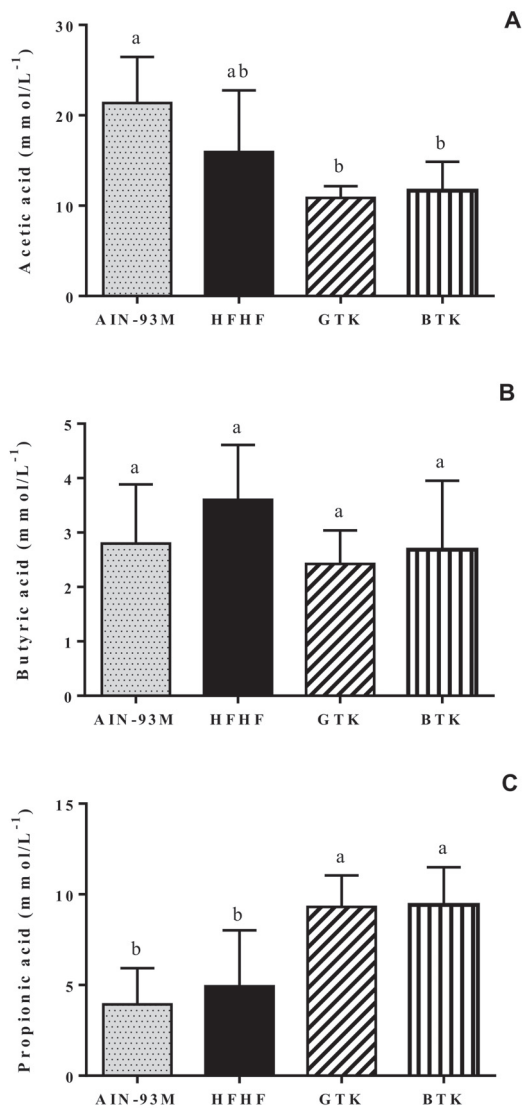 A
Acetic acid (mmol/L⁻¹)
30
20
10
0
a
ab
b
b
AIN-93M HFHF GTK BTK
B
Butyric acid (mmol/L⁻¹)
5
4
3
2
1
0
a
a
a
a
AIN-93M HFHF GTK BTK
C
Propionic acid (mmol/L⁻¹)
15
10
5
0
b
b
a
a
AIN-93M HFHF GTK BTK